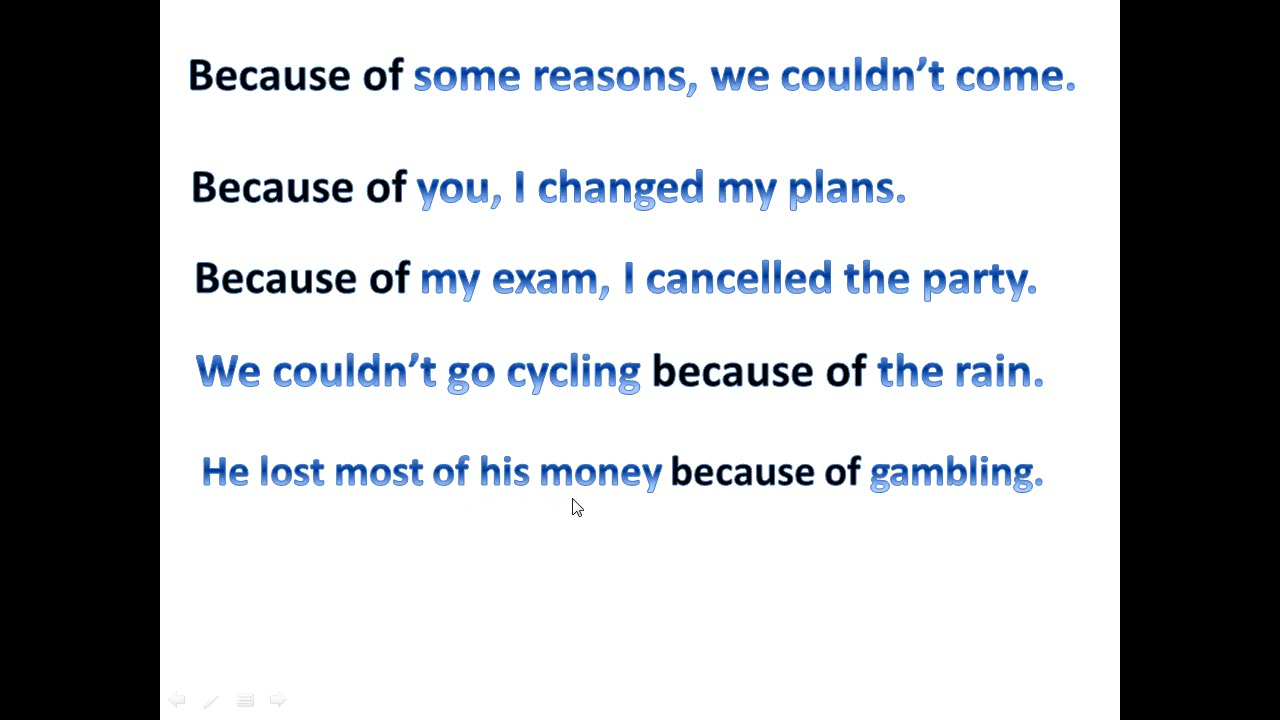 Because of some reasons, we couldn’t come.
Because of you, I changed my plans.
Because of my exam, I cancelled the party.
We couldn’t go cycling because of the rain.
He lost most of his money because of gambling.